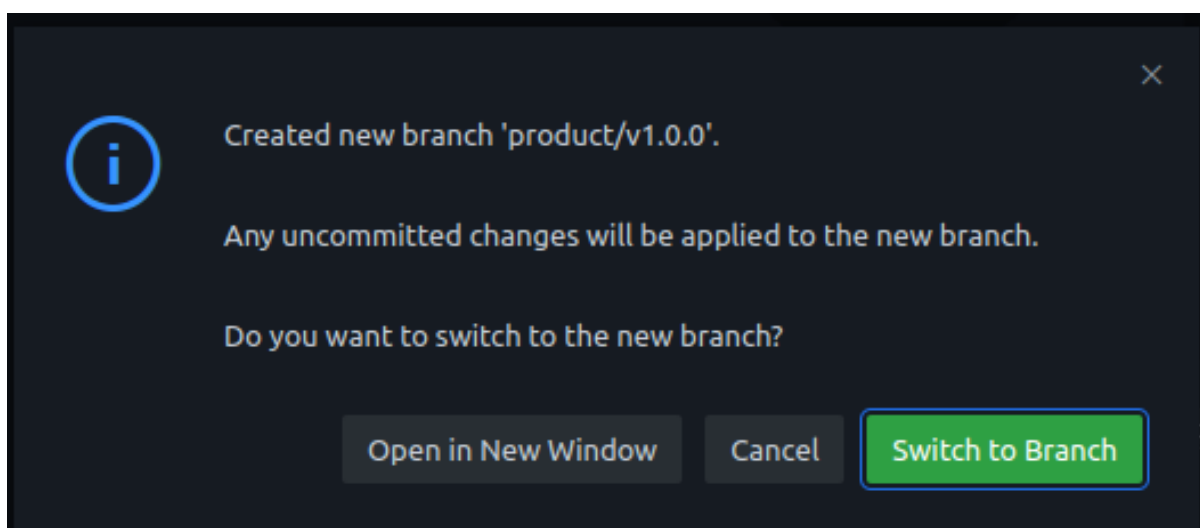 Created new branch 'product/v1.0.0'.
Any uncommitted changes will be applied to the new branch.
Do you want to switch to the new branch?
Open in New Window
Cancel
Switch to Branch